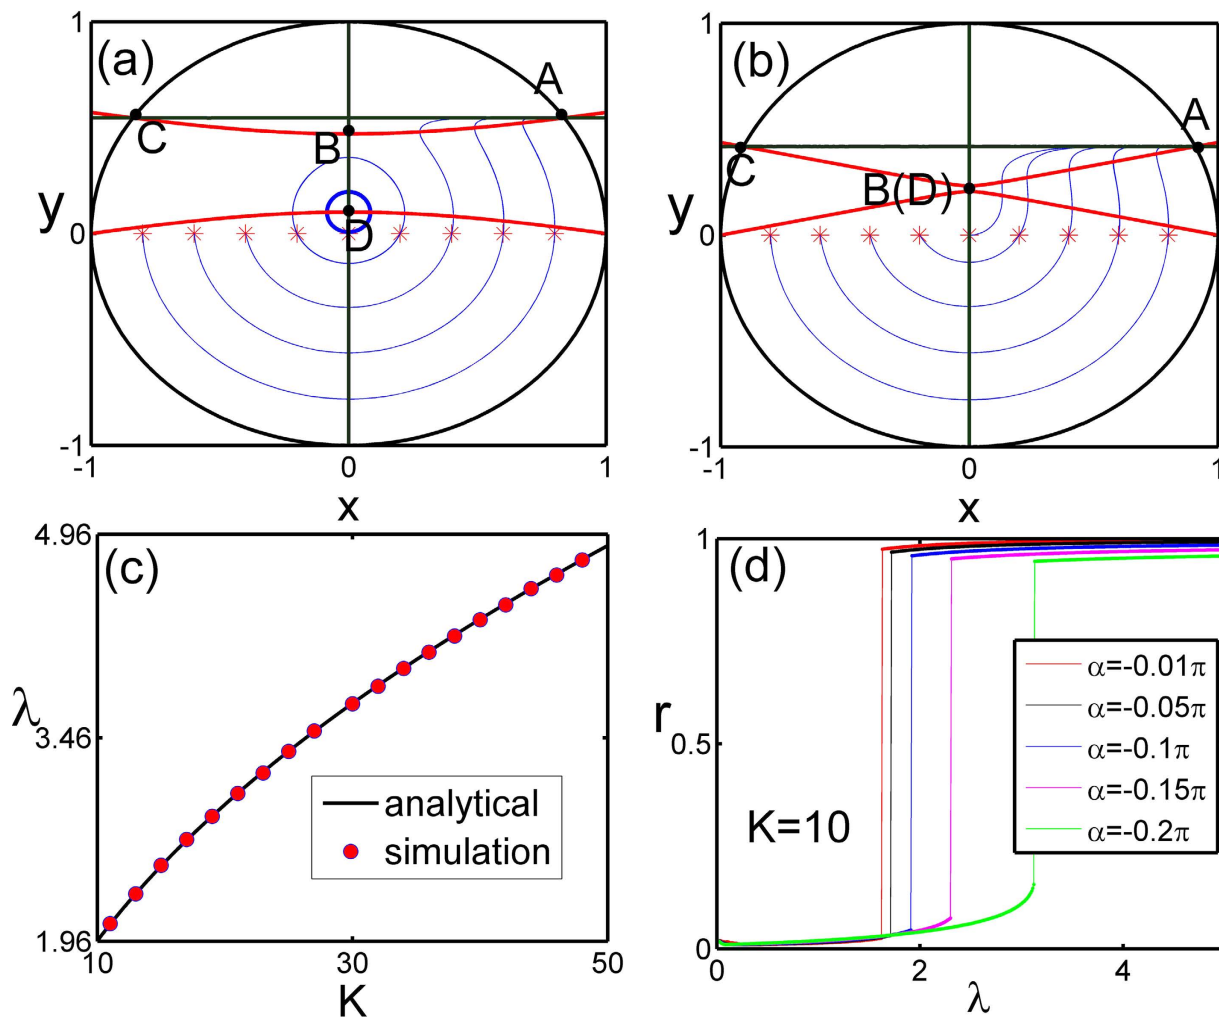 (a)
1
A
C
B
y
0
D
-1
-1
0
1
x
(b)
1
A
C
B(D)
y
0
-1
-1
0
1
x
(c)
4.96
λ
3.46
analytical
simulation
1.96
10
30
50
K
(d)
1
α=-0.01π
α=-0.05π
r
α=-0.1π
0.5
α=-0.15π
K=10
α=-0.2π
0
0
2
4
λ